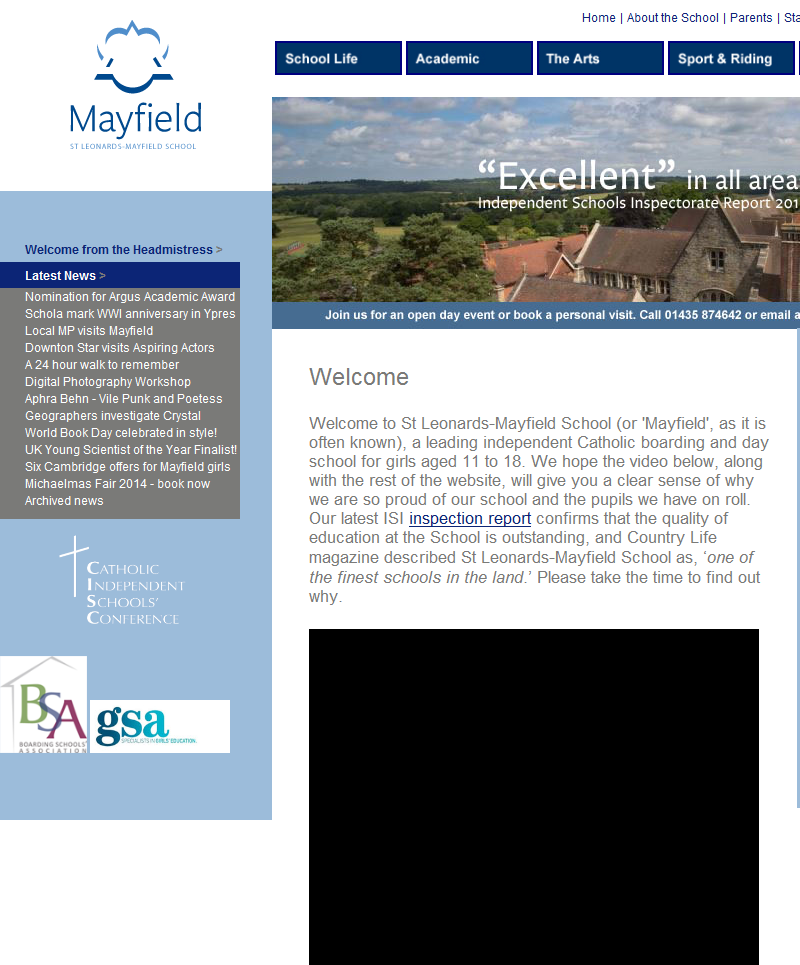 Home | About the School | Parents | Sta
School Life
Academic
The Arts
Sport & Riding
Mayfield
ST LEONARDS-MAYFIELD SCHOOL
“Excellent” in all area
Independent Schools Inspectorate Report 201
Join us for an open day event or book a personal visit. Call 01435 874642 or email a
Welcome from the Headmistress >
Latest News >
Nomination for Argus Academic Award
Schola mark WWI anniversary in Ypres
Local MP visits Mayfield
Downton Star visits Aspiring Actors
A 24 hour walk to remember
Digital Photography Workshop
Aphra Behn - Vile Punk and Poetess
Geographers investigate Crystal
World Book Day celebrated in style!
UK Young Scientist of the Year Finalist!
Six Cambridge offers for Mayfield girls
Michaelmas Fair 2014 - book now
Archived news
CATHOLIC
INDEPENDENT
SCHOOLS'
CONFERENCE
BSA
BOARDING SCHOOLS'
ASSOCIATION
gsa
SPECIALISTS IN GIRLS' EDUCATION.
Welcome
Welcome to St Leonards-Mayfield School (or 'Mayfield', as it is
often known), a leading independent Catholic boarding and day
school for girls aged 11 to 18. We hope the video below, along
with the rest of the website, will give you a clear sense of why
we are so proud of our school and the pupils we have on roll.
Our latest ISI inspection report confirms that the quality of
education at the School is outstanding, and Country Life
magazine described St Leonards-Mayfield School as, ‘one of
the finest schools in the land.’ Please take the time to find out
why.